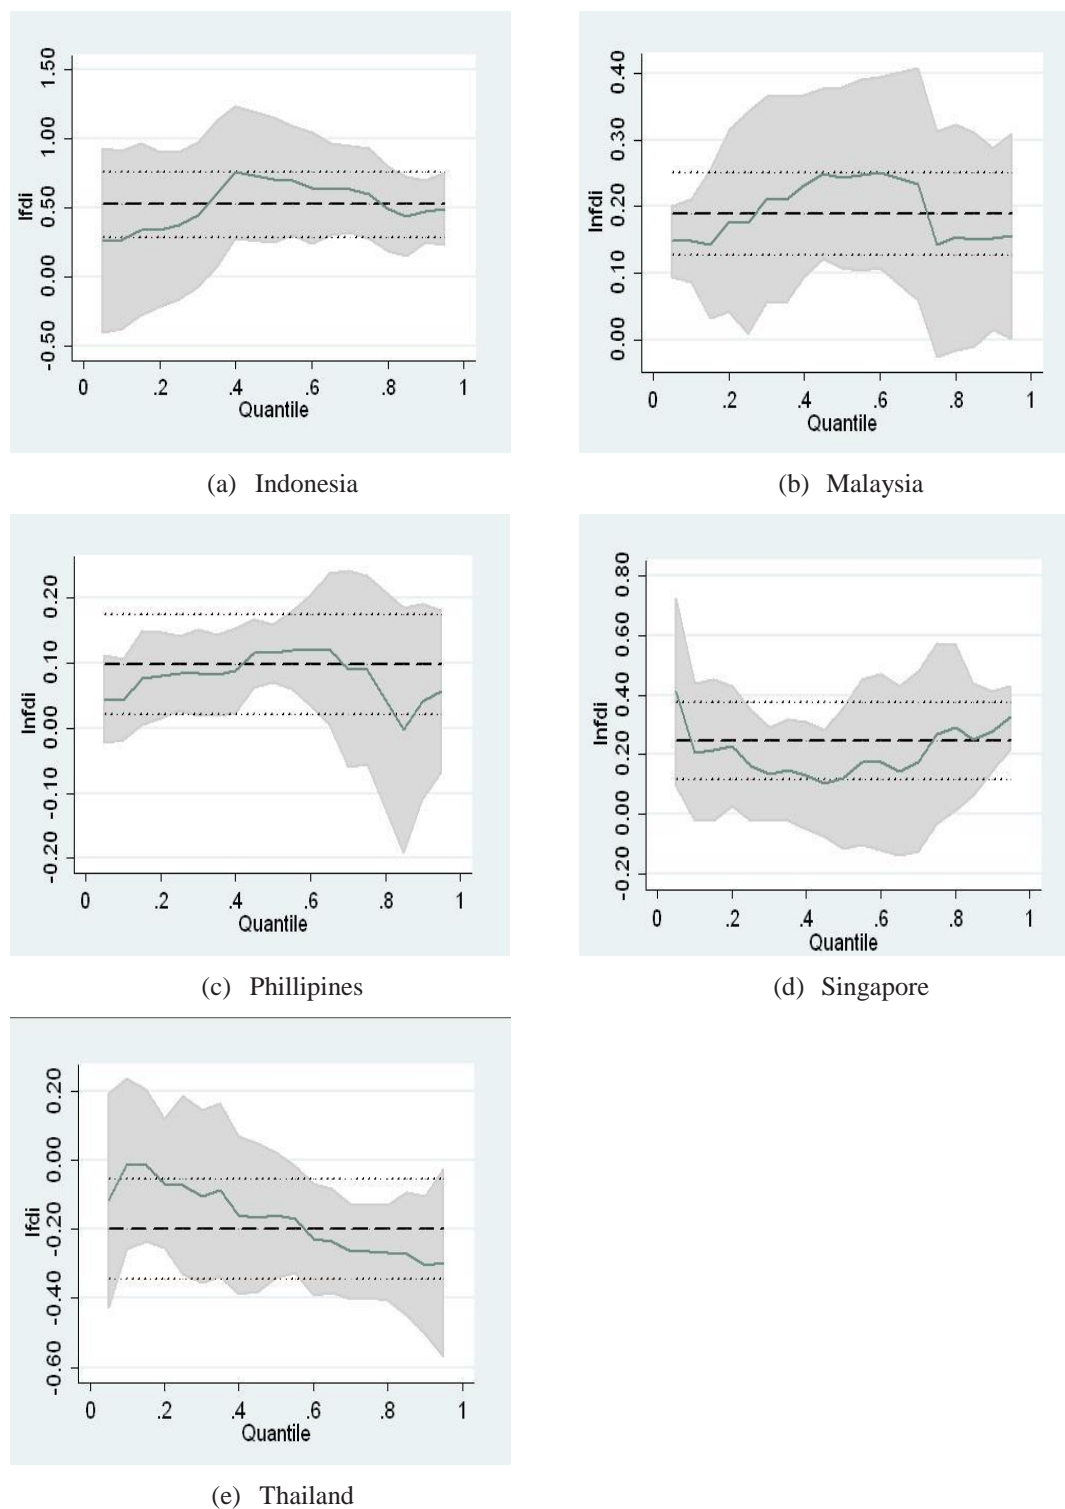 1.50
1.00
0.50
0.00
-0.50
lfdi
0 .2 .4 .6 .8 1
Quantile
(a) Indonesia
0.40
0.30
0.20
0.10
0.00
lnfdi
0 .2 .4 .6 .8 1
Quantile
(b) Malaysia
0.20
0.10
0.00
-0.10
-0.20
lnfdi
0 .2 .4 .6 .8 1
Quantile
(c) Phillipines
0.80
0.60
0.40
0.20
0.00
-0.20
lnfdi
0 .2 .4 .6 .8 1
Quantile
(d) Singapore
0.20
0.00
-0.20
-0.40
-0.60
lfdi
0 .2 .4 .6 .8 1
Quantile
(e) Thailand